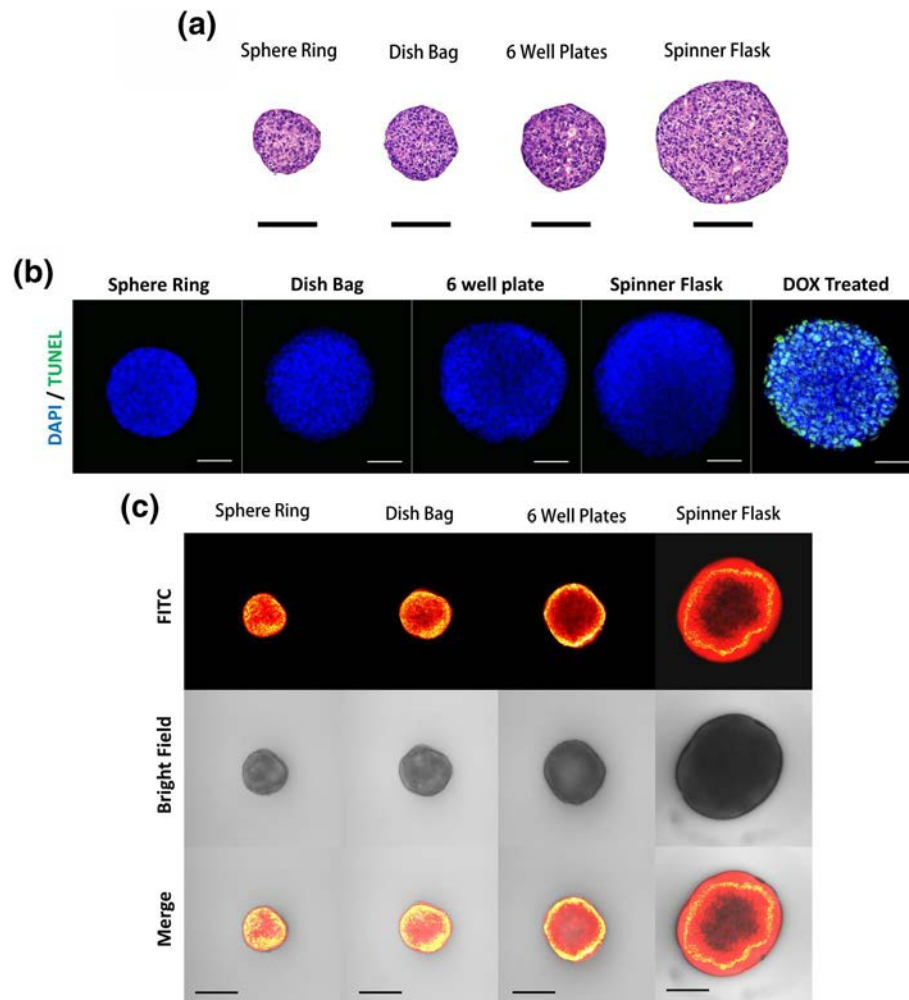 (a)
Sphere Ring Dish Bag 6 Well Plates Spinner Flask
(b)
Sphere Ring Dish Bag 6 well plate Spinner Flask DOX Treated
DAPI / TUNEL
(c)
Sphere Ring Dish Bag 6 Well Plates Spinner Flask
FITC
Bright Field
Merge